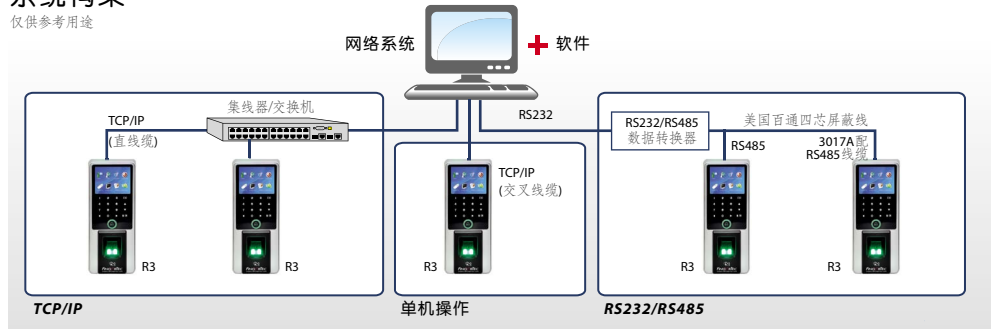 系统构架
仅供参考用途
网络系统
软件
集线器/交换机
TCP/IP
(直线缆)
R3
R3
TCP/IP
TCP/IP
(交叉线缆)
R3
单机操作
RS232
RS232/RS485
数据转换器
美国百通四芯屏蔽线
RS485
3017A配
RS485线缆
R3
R3
RS232/RS485